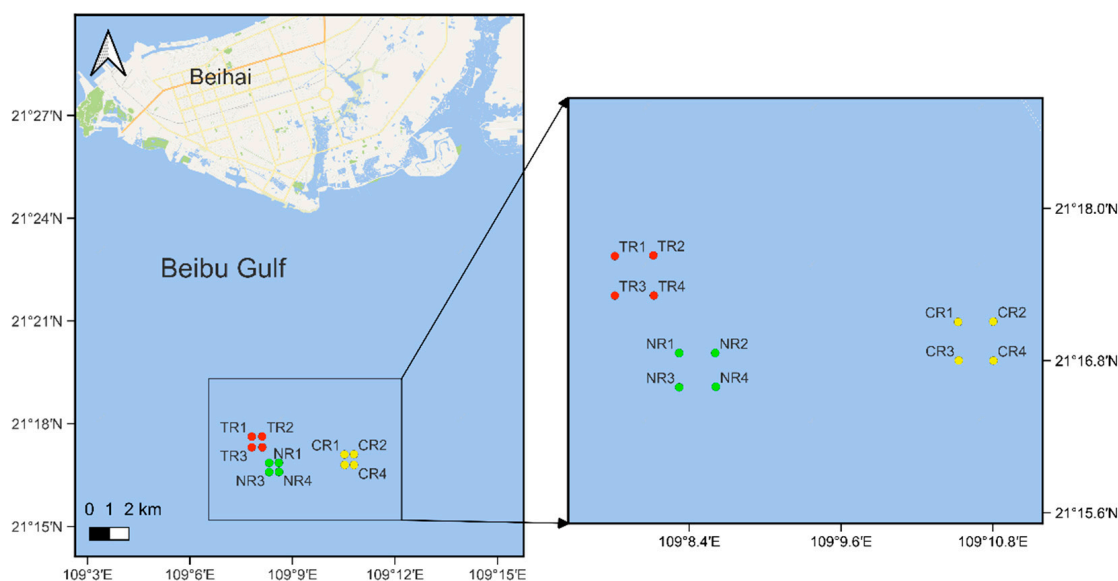 Beihai
21°27'N
21°24'N
Beibu Gulf
21°21'N
21°18'N
TR1 TR2
TR3 NR1
NR3 NR4
CR1 CR2
CR4
0 1 2 km
21°15'N
109°3'E 109°6'E 109°9'E 109°12'E 109°15'E
21°18.0'N
TR1 TR2
TR3 TR4
CR1 CR2
NR1 NR2
CR3 CR4
21°16.8'N
NR3 NR4
21°15.6'N
109°8.4'E 109°9.6'E 109°10.8'E